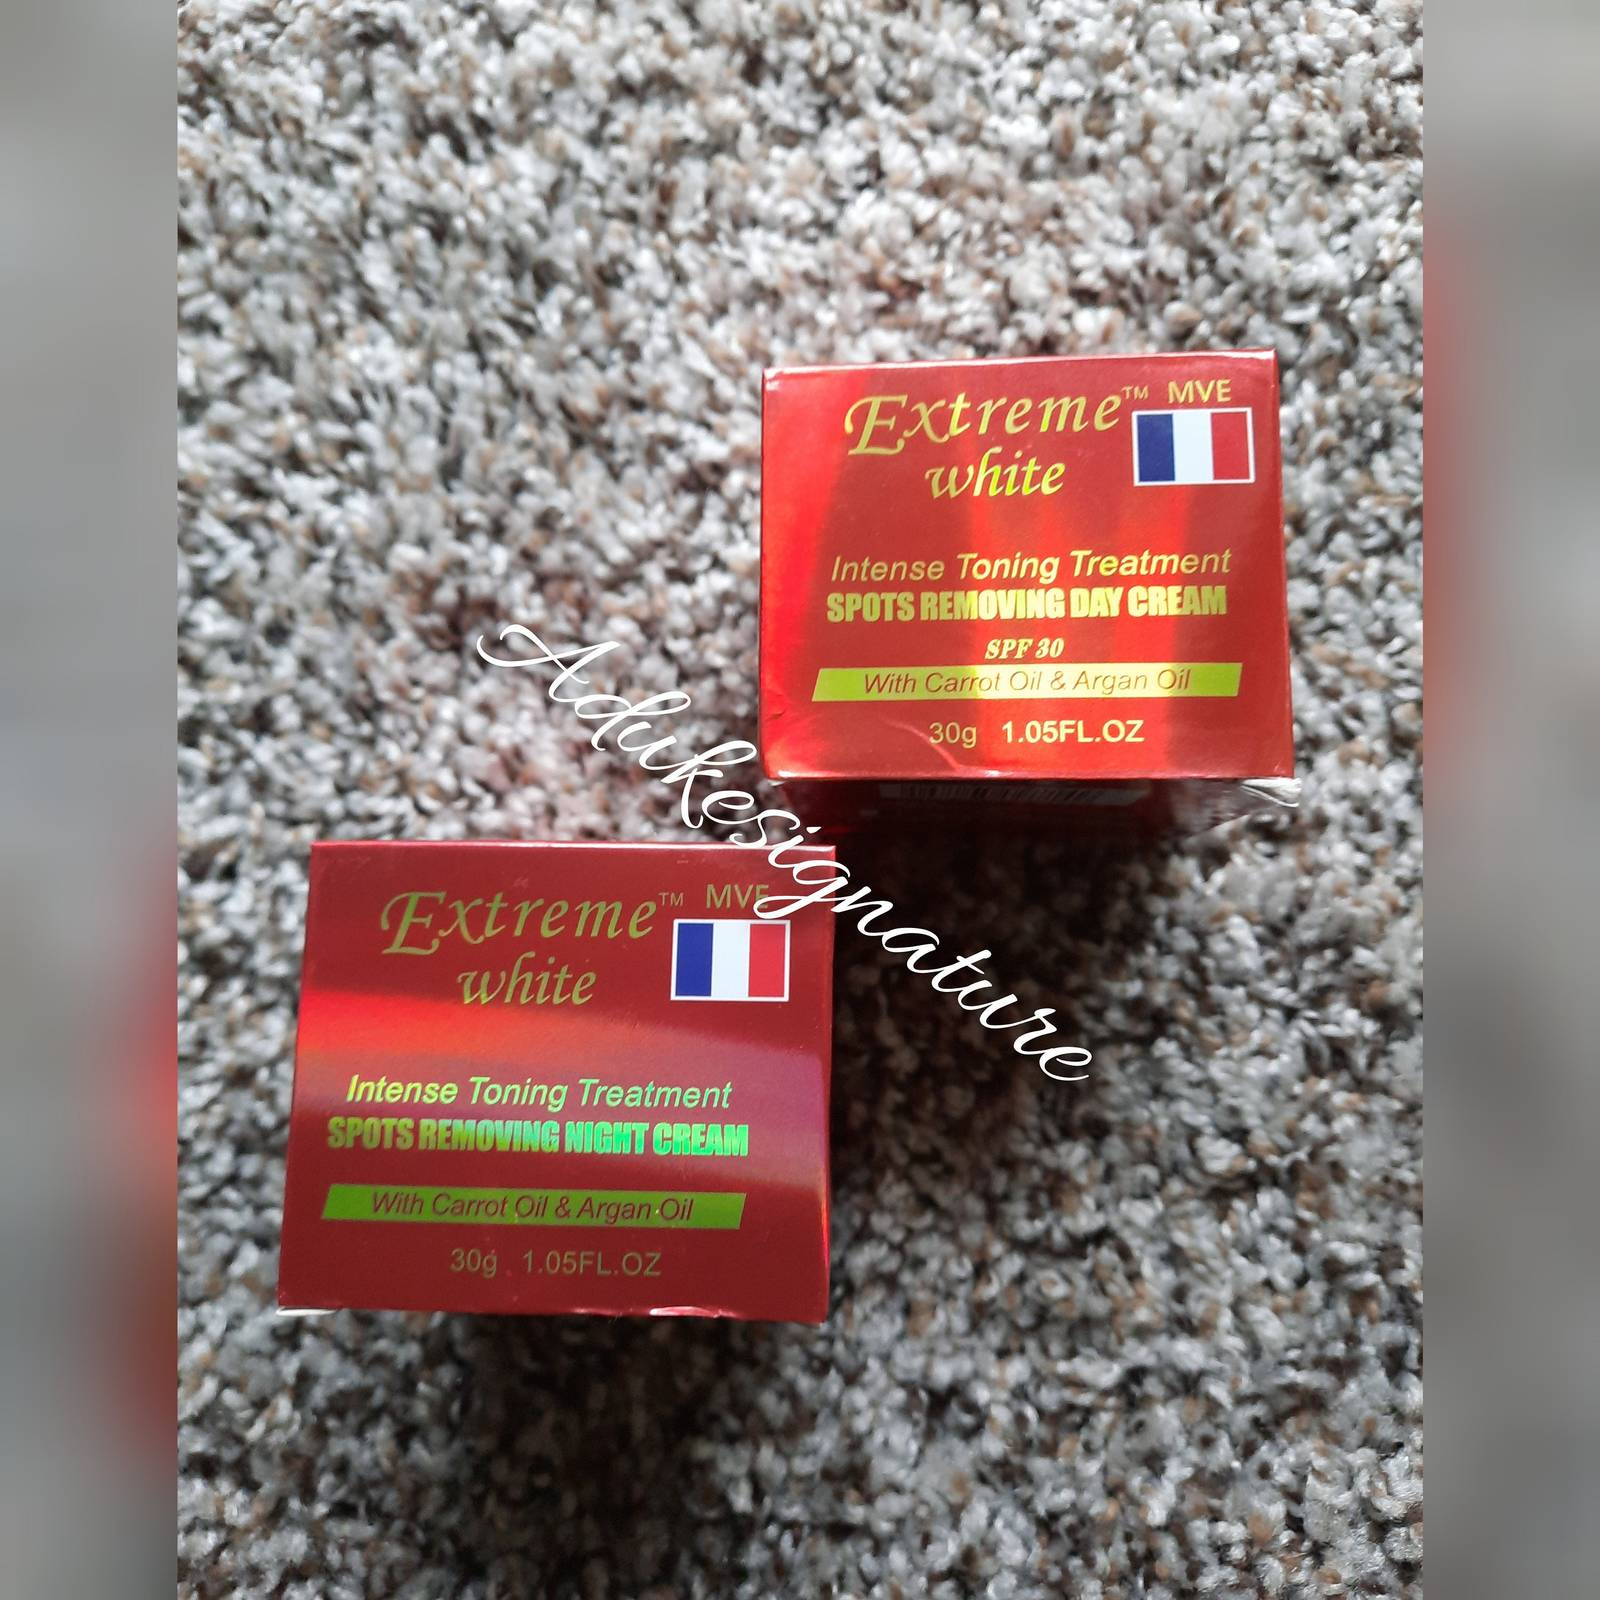 Extreme™ MVE
white
Intense Toning Treatment
SPOTS REMOVING DAY CREAM
SPF 30
With Carrot Oil & Argan Oil
30g 1.05FL.OZ
Adukesignature
Extreme™ MVE
white
Intense Toning Treatment
SPOTS REMOVING NIGHT CREAM
With Carrot Oil & Argan Oil
30g 1.05FL.OZ